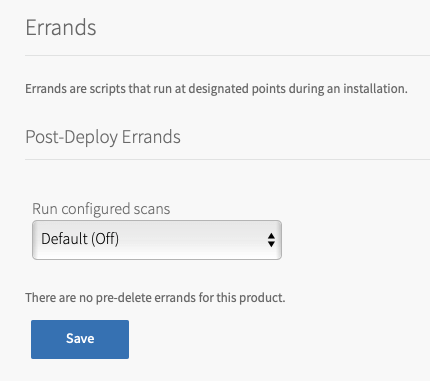 Errands
Errands are scripts that run at designated points during an installation.
Post-Deploy Errands
Run configured scans
Default (Off)
There are no pre-delete errands for this product.
Save